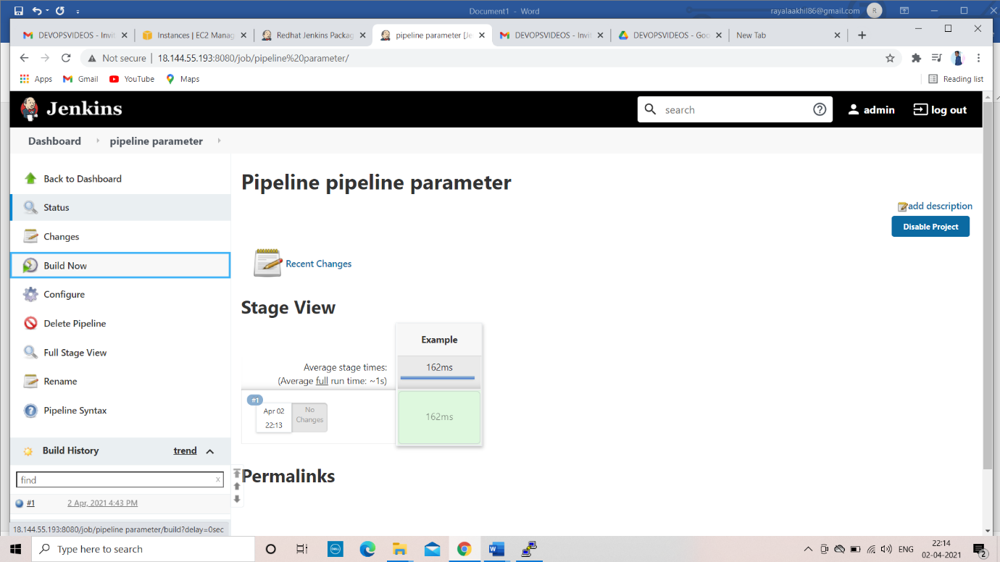 Document1 - Word
rayalaakhil86@gmail.com
R
DEVOPSVIDEOS - Invit
Instances | EC2 Manag
Redhat Jenkins Packag
pipeline parameter [Je
DEVOPSVIDEOS - Invit
DEVOPSVIDEOS - Goo
New Tab
Not secure | 18.144.55.193:8080/job/pipeline%20parameter/
Apps
Gmail
YouTube
Maps
Reading list
Jenkins
search
admin
log out
Dashboard
pipeline parameter
Back to Dashboard
Status
Changes
Build Now
Configure
Delete Pipeline
Full Stage View
Rename
Pipeline Syntax
Build History
trend
find
x
#1
2 Apr, 2021 4:43 PM
Pipeline pipeline parameter
add description
Disable Project
Recent Changes
Stage View
Example
Average stage times:
(Average full run time: ~1s)
162ms
#1
Apr 02
22:13
No
Changes
162ms
Permalinks
18.144.55.193:8080/job/pipeline parameter/build?delay=0sec
Type here to search
DELL
ENG
22:14
02-04-2021
2